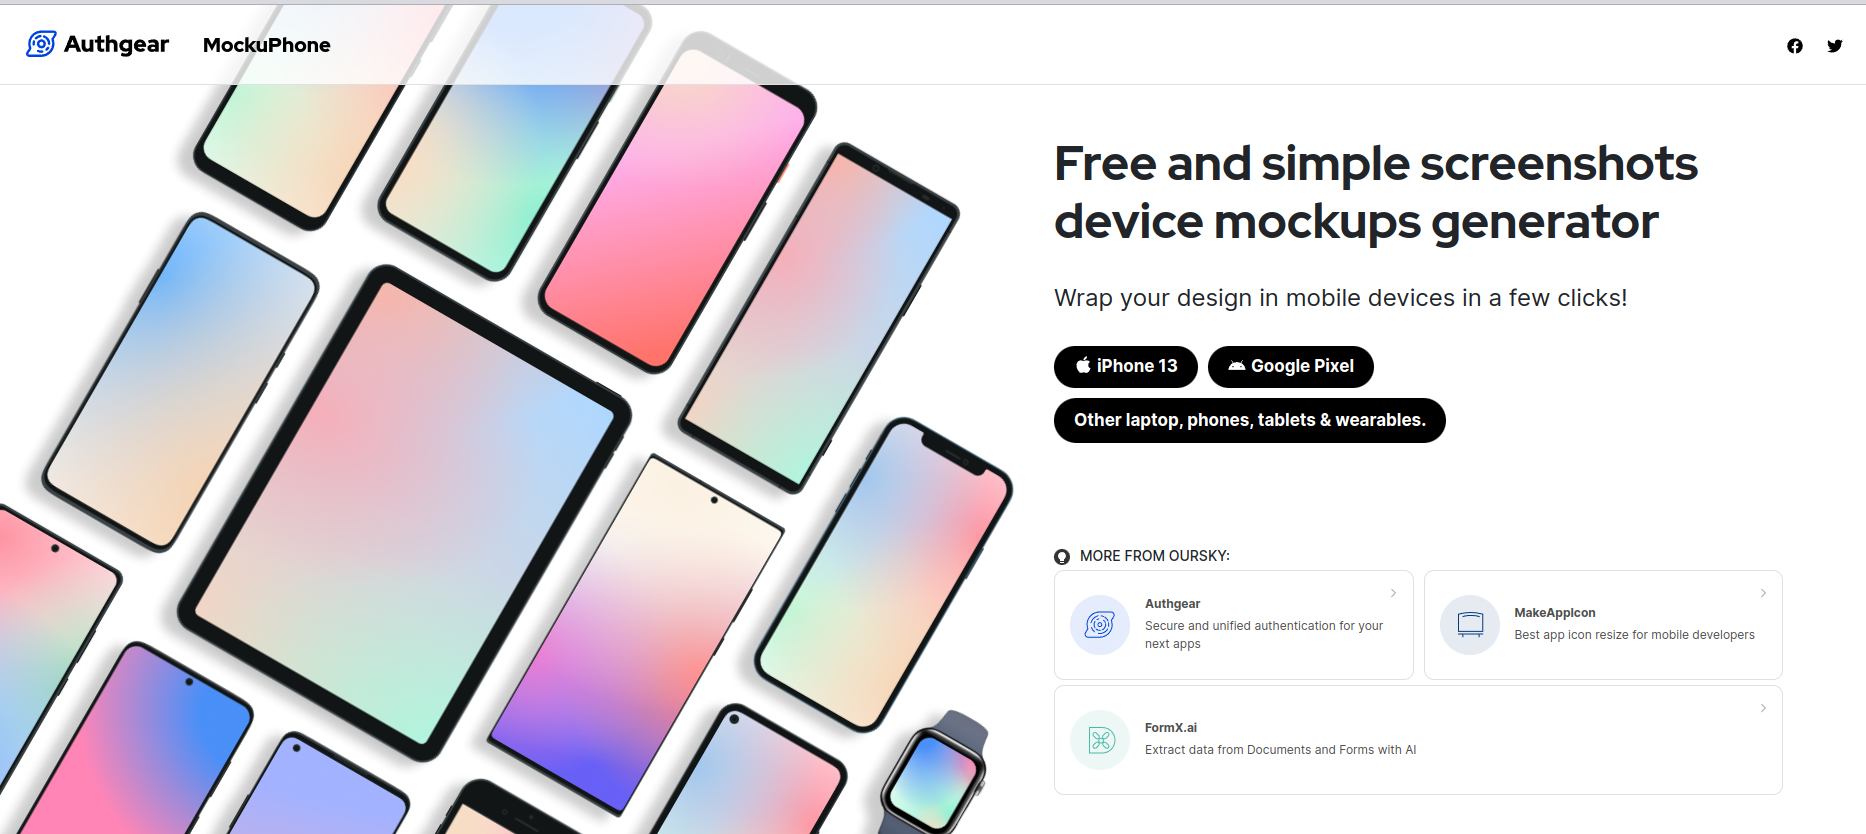 Authgear MockuPhone
Free and simple screenshots
device mockups generator
Wrap your design in mobile devices in a few clicks!
iPhone 13
Google Pixel
Other laptop, phones, tablets & wearables.
MORE FROM OURSKY:
Authgear
Secure and unified authentication for your
next apps
MakeAppIcon
Best app icon resize for mobile developers
FormX.ai
Extract data from Documents and Forms with AI